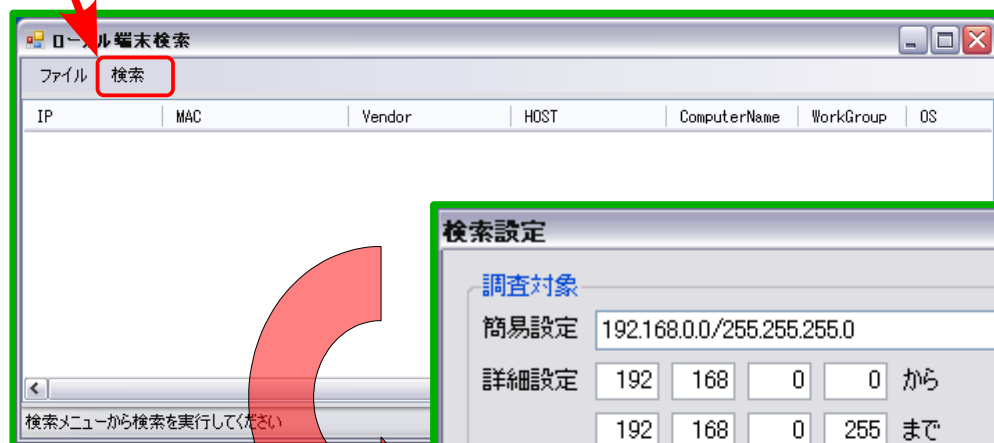 ローカル端末検索
ファイル 検索
IP MAC Vendor HOST ComputerName WorkGroup OS
検索メニューから検索を実行してください
検索設定
調査対象
簡易設定 192.168.0.0/255.255.255.0
詳細設定 192 168 0 0 から
192 168 0 255 まで